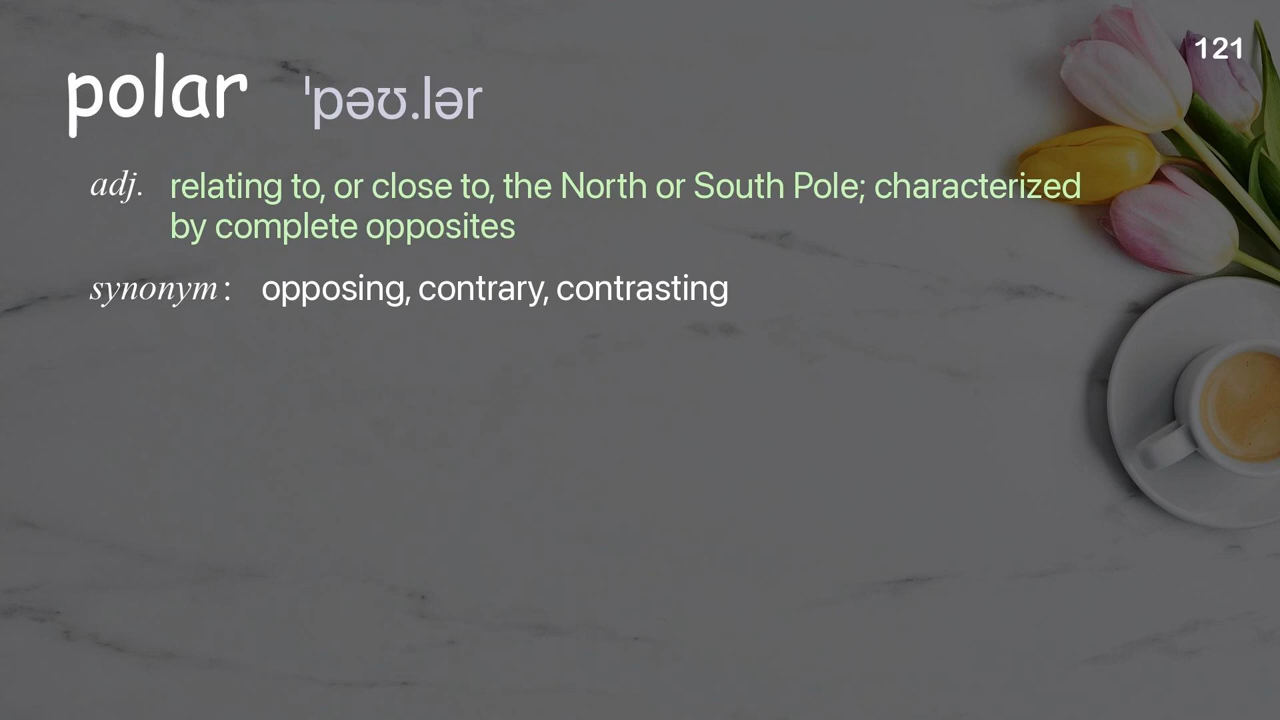 121
polar ˈpəʊ.lər
adj. relating to, or close to, the North or South Pole; characterized
by complete opposites
synonym : opposing, contrary, contrasting